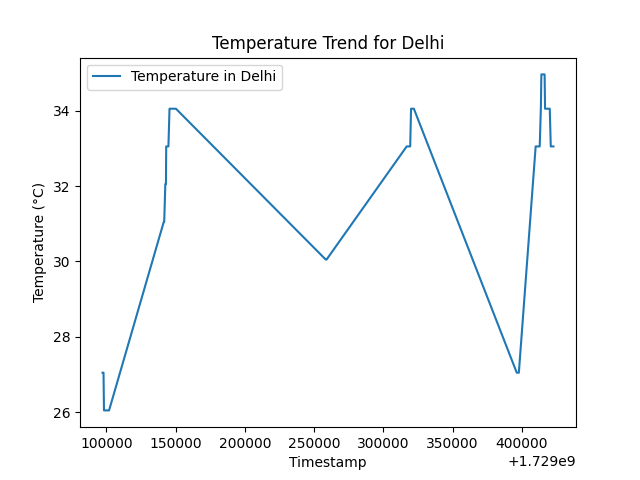 Temperature Trend for Delhi
Temperature in Delhi
Temperature (°C)
34
32
30
28
26
100000 150000 200000 250000 300000 350000 400000
Timestamp
+1.729e9